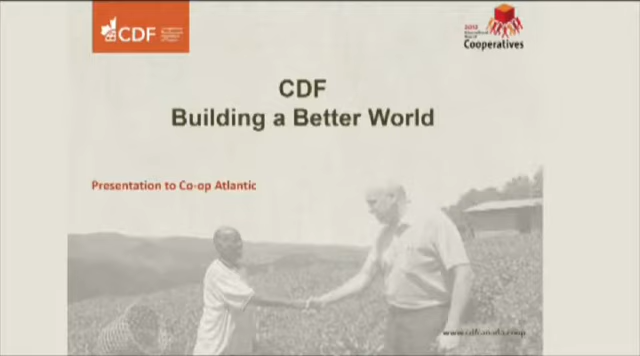 CDF
2012
International
Year of
Cooperatives
CDF
Building a Better World
Presentation to Co-op Atlantic
www.cdfcanada.coop